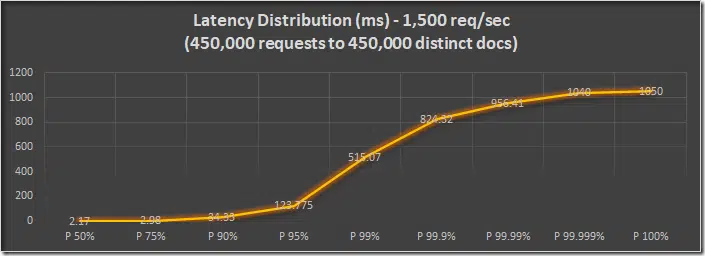 Latency Distribution (ms) - 1,500 req/sec
(450,000 requests to 450,000 distinct docs)
1200
1000
800
600
400
200
0
2.17 2.98 34.33 123.775 515.07 824.32 956.41 1040 1050
P 50% P 75% P 90% P 95% P 99% P 99.9% P 99.99% P 99.999% P 100%